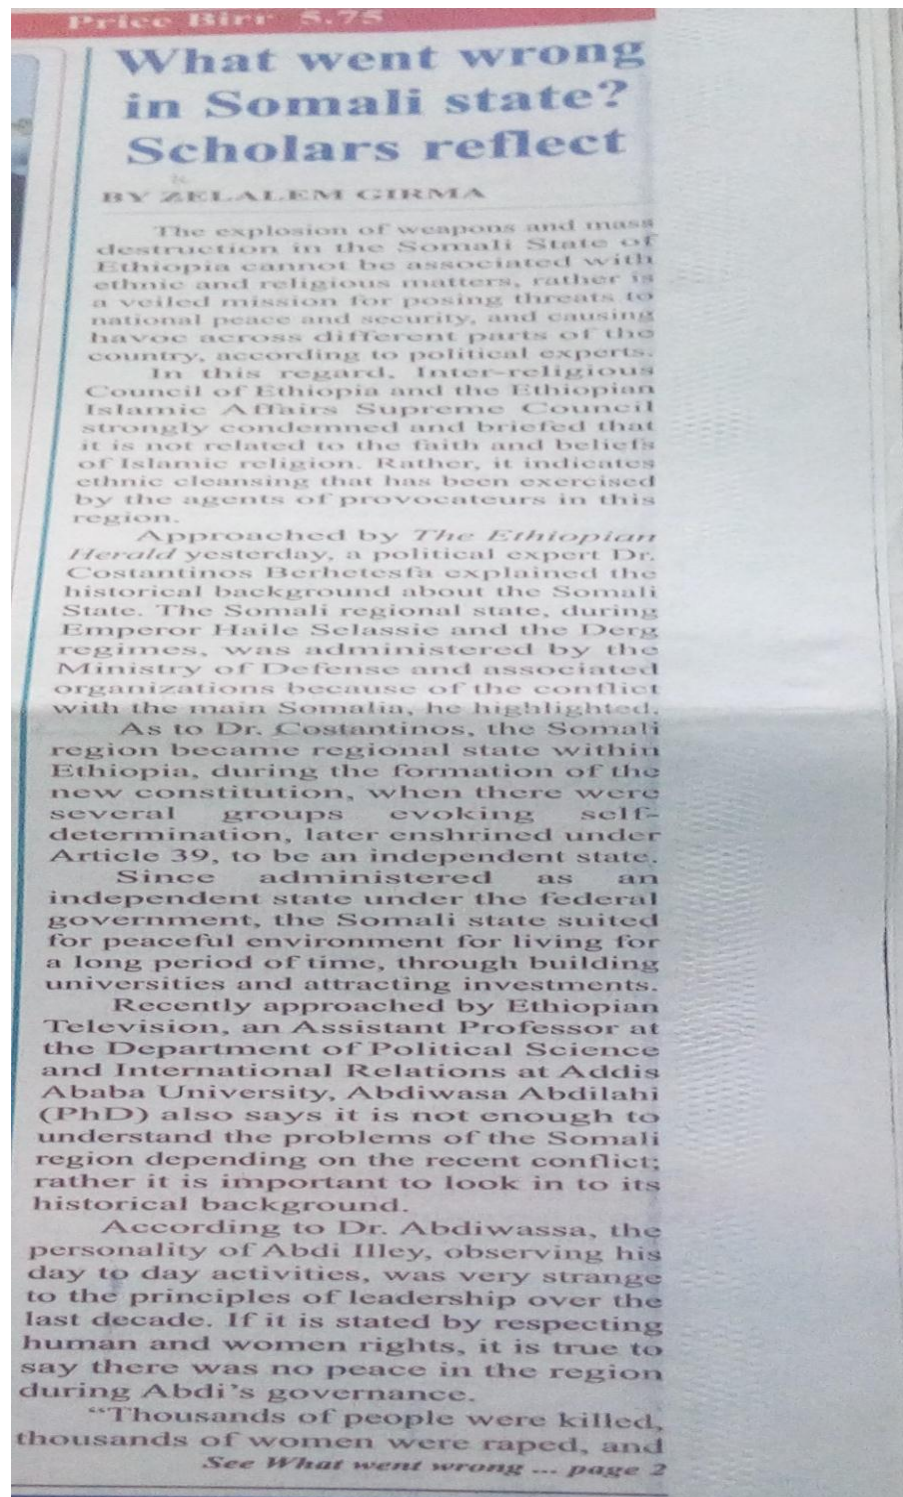 Price Birr 5.75
What went wrong
in Somali state?
Scholars reflect
BY ZELALEM GIRMA
The explosion of weapons and mass
destruction in the Somali State of
Ethiopia cannot be associated with
ethnic and religious matters, rather is
a veiled mission for posing threats to
national peace and security, and causing
havoc across different parts of the
country, according to political experts.
In this regard, Inter-religious
Council of Ethiopia and the Ethiopian
Islamic Affairs Supreme Council
strongly condemned and briefed that
it is not related to the faith and beliefs
of Islamic religion. Rather, it indicates
ethnic cleansing that has been exercised
by the agents of provocateurs in this
region.
Approached by The Ethiopian
Herald yesterday, a political expert Dr.
Costantinos Berhetesfa explained the
historical background about the Somali
State. The Somali regional state, during
Emperor Haile Selassie and the Derg
regimes, was administered by the
Ministry of Defense and associated
organizations because of the conflict
with the main Somalia, he highlighted.
As to Dr. Costantinos, the Somali
region became regional state within
Ethiopia, during the formation of the
new constitution, when there were
several groups evoking self-
determination, later enshrined under
Article 39, to be an independent state.
Since administered as an
independent state under the federal
government, the Somali state suited
for peaceful environment for living for
a long period of time, through building
universities and attracting investments.
Recently approached by Ethiopian
Television, an Assistant Professor at
the Department of Political Science
and International Relations at Addis
Ababa University, Abdiwasa Abdilahi
(PhD) also says it is not enough to
understand the problems of the Somali
region depending on the recent conflict;
rather it is important to look in to its
historical background.
According to Dr. Abdiwassa, the
personality of Abdi Illey, observing his
day to day activities, was very strange
to the principles of leadership over the
last decade. If it is stated by respecting
human and women rights, it is true to
say there was no peace in the region
during Abdi's governance.
"Thousands of people were killed,
thousands of women were raped, and
See What went wrong ... page 2